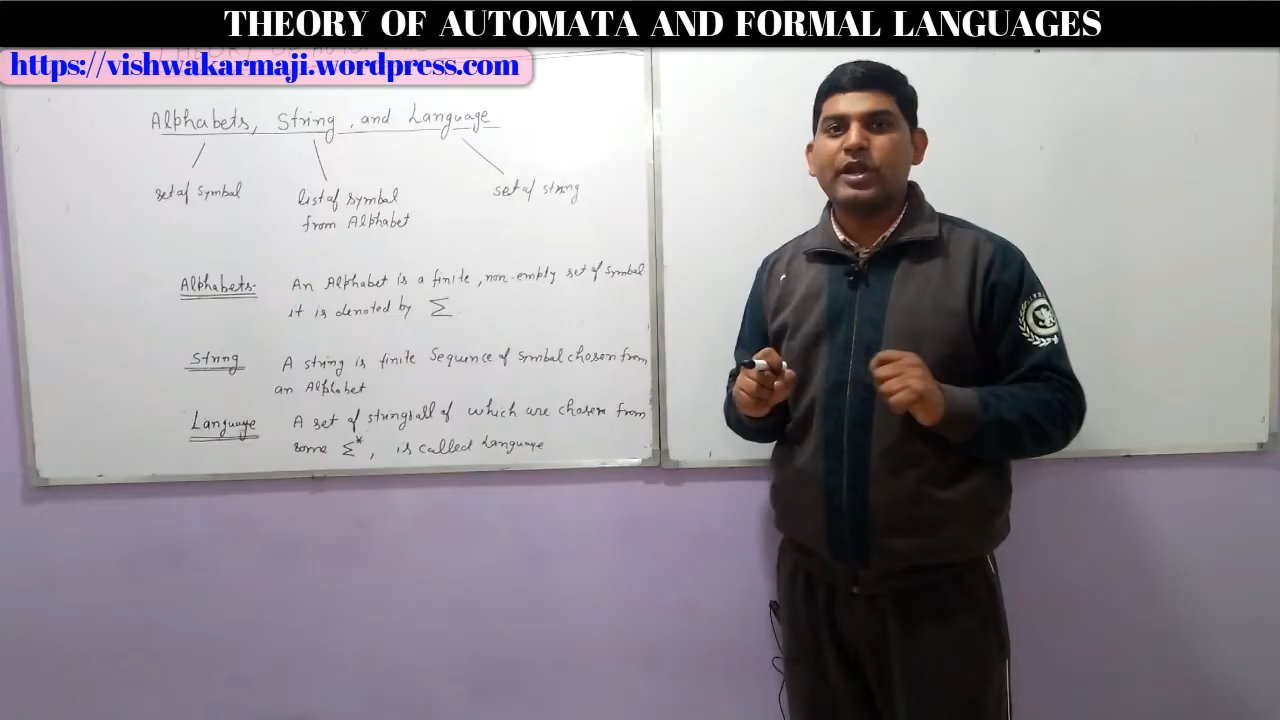 THEORY OF AUTOMATA AND FORMAL LANGUAGES
https://vishwakarmaji.wordpress.com
Alphabets, String, and Language
set of symbol
list of symbol
from Alphabet
set of string
Alphabets- An Alphabet is a finite, non-empty set of symbol
it is denoted by Σ
String A string is finite Sequence of symbol chosen from
an Alphabet
Language A set of strings all of which are chosen from
some Σ*, is called Language